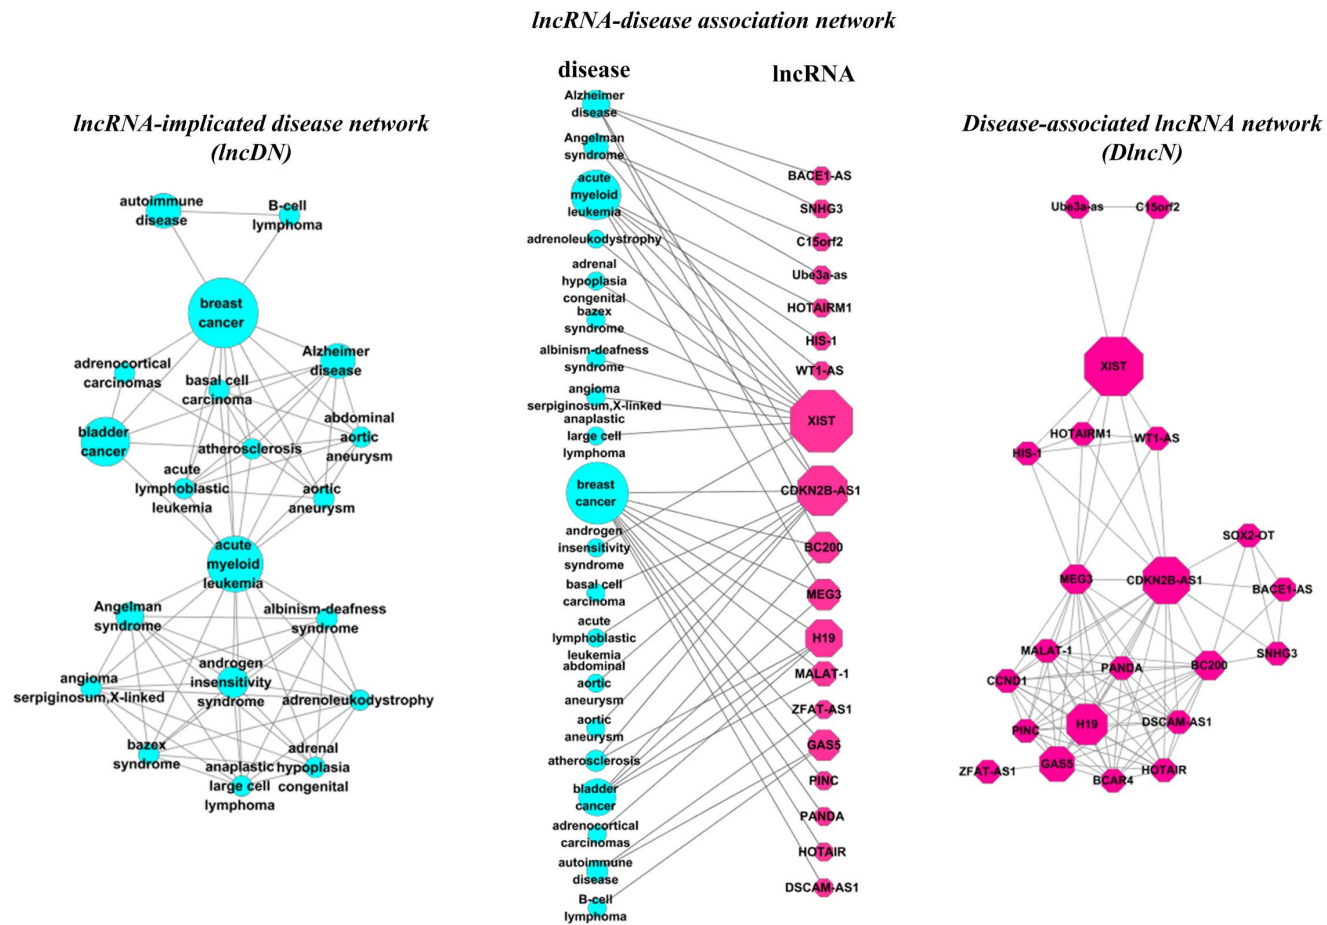 lncRNA-disease association network
disease
lncRNA
Alzheimer
disease
Angelman
syndrome
acute
myeloid
leukemia
adrenoleukodystrophy
adrenal
hypoplasia
congenital
bazex
syndrome
albinism-deafness
syndrome
angioma
serpiginosum,X-linked
anaplastic
large cell
lymphoma
breast
cancer
androgen
insensitivity
syndrome
basal cell
carcinoma
acute
lymphoblastic
leukemia
abdominal
aortic
aneurysm
aortic
aneurysm
atherosclerosis
bladder
cancer
adrenocortical
carcinomas
autoimmune
disease
B-cell
lymphoma
BACE1-AS
SNHG3
C15orf2
Ube3a-as
HOTAIRM1
HIS-1
WT1-AS
XIST
CDKN2B-AS1
BC200
MEG3
H19
MALAT-1
ZFAT-AS1
GAS5
PINC
PANDA
HOTAIR
DSCAM-AS1
lncRNA-implicated disease network
(lncDN)
autoimmune
disease
B-cell
lymphoma
breast
cancer
adrenocortical
carcinomas
Alzheimer
disease
basal cell
carcinoma
bladder
cancer
abdominal
aortic
aneurysm
atherosclerosis
acute
lymphoblastic
leukemia
aortic
aneurysm
acute
myeloid
leukemia
Angelman
syndrome
albinism-deafness
syndrome
androgen
insensitivity
syndrome
angioma
serpiginosum,X-linked
adrenoleukodystrophy
bazex
syndrome
anaplastic
large cell
lymphoma
adrenal
hypoplasia
congenital
Disease-associated lncRNA network
(DlncN)
Ube3a-as
C15orf2
XIST
HOTAIRM1
WT1-AS
HIS-1
SOX2-OT
MEG3
CDKN2B-AS1
BACE1-AS
MALAT-1
SNHG3
PANDA
BC200
CCND1
H19
DSCAM-AS1
PINC
GAS5
ZFAT-AS1
BCAR4
HOTAIR